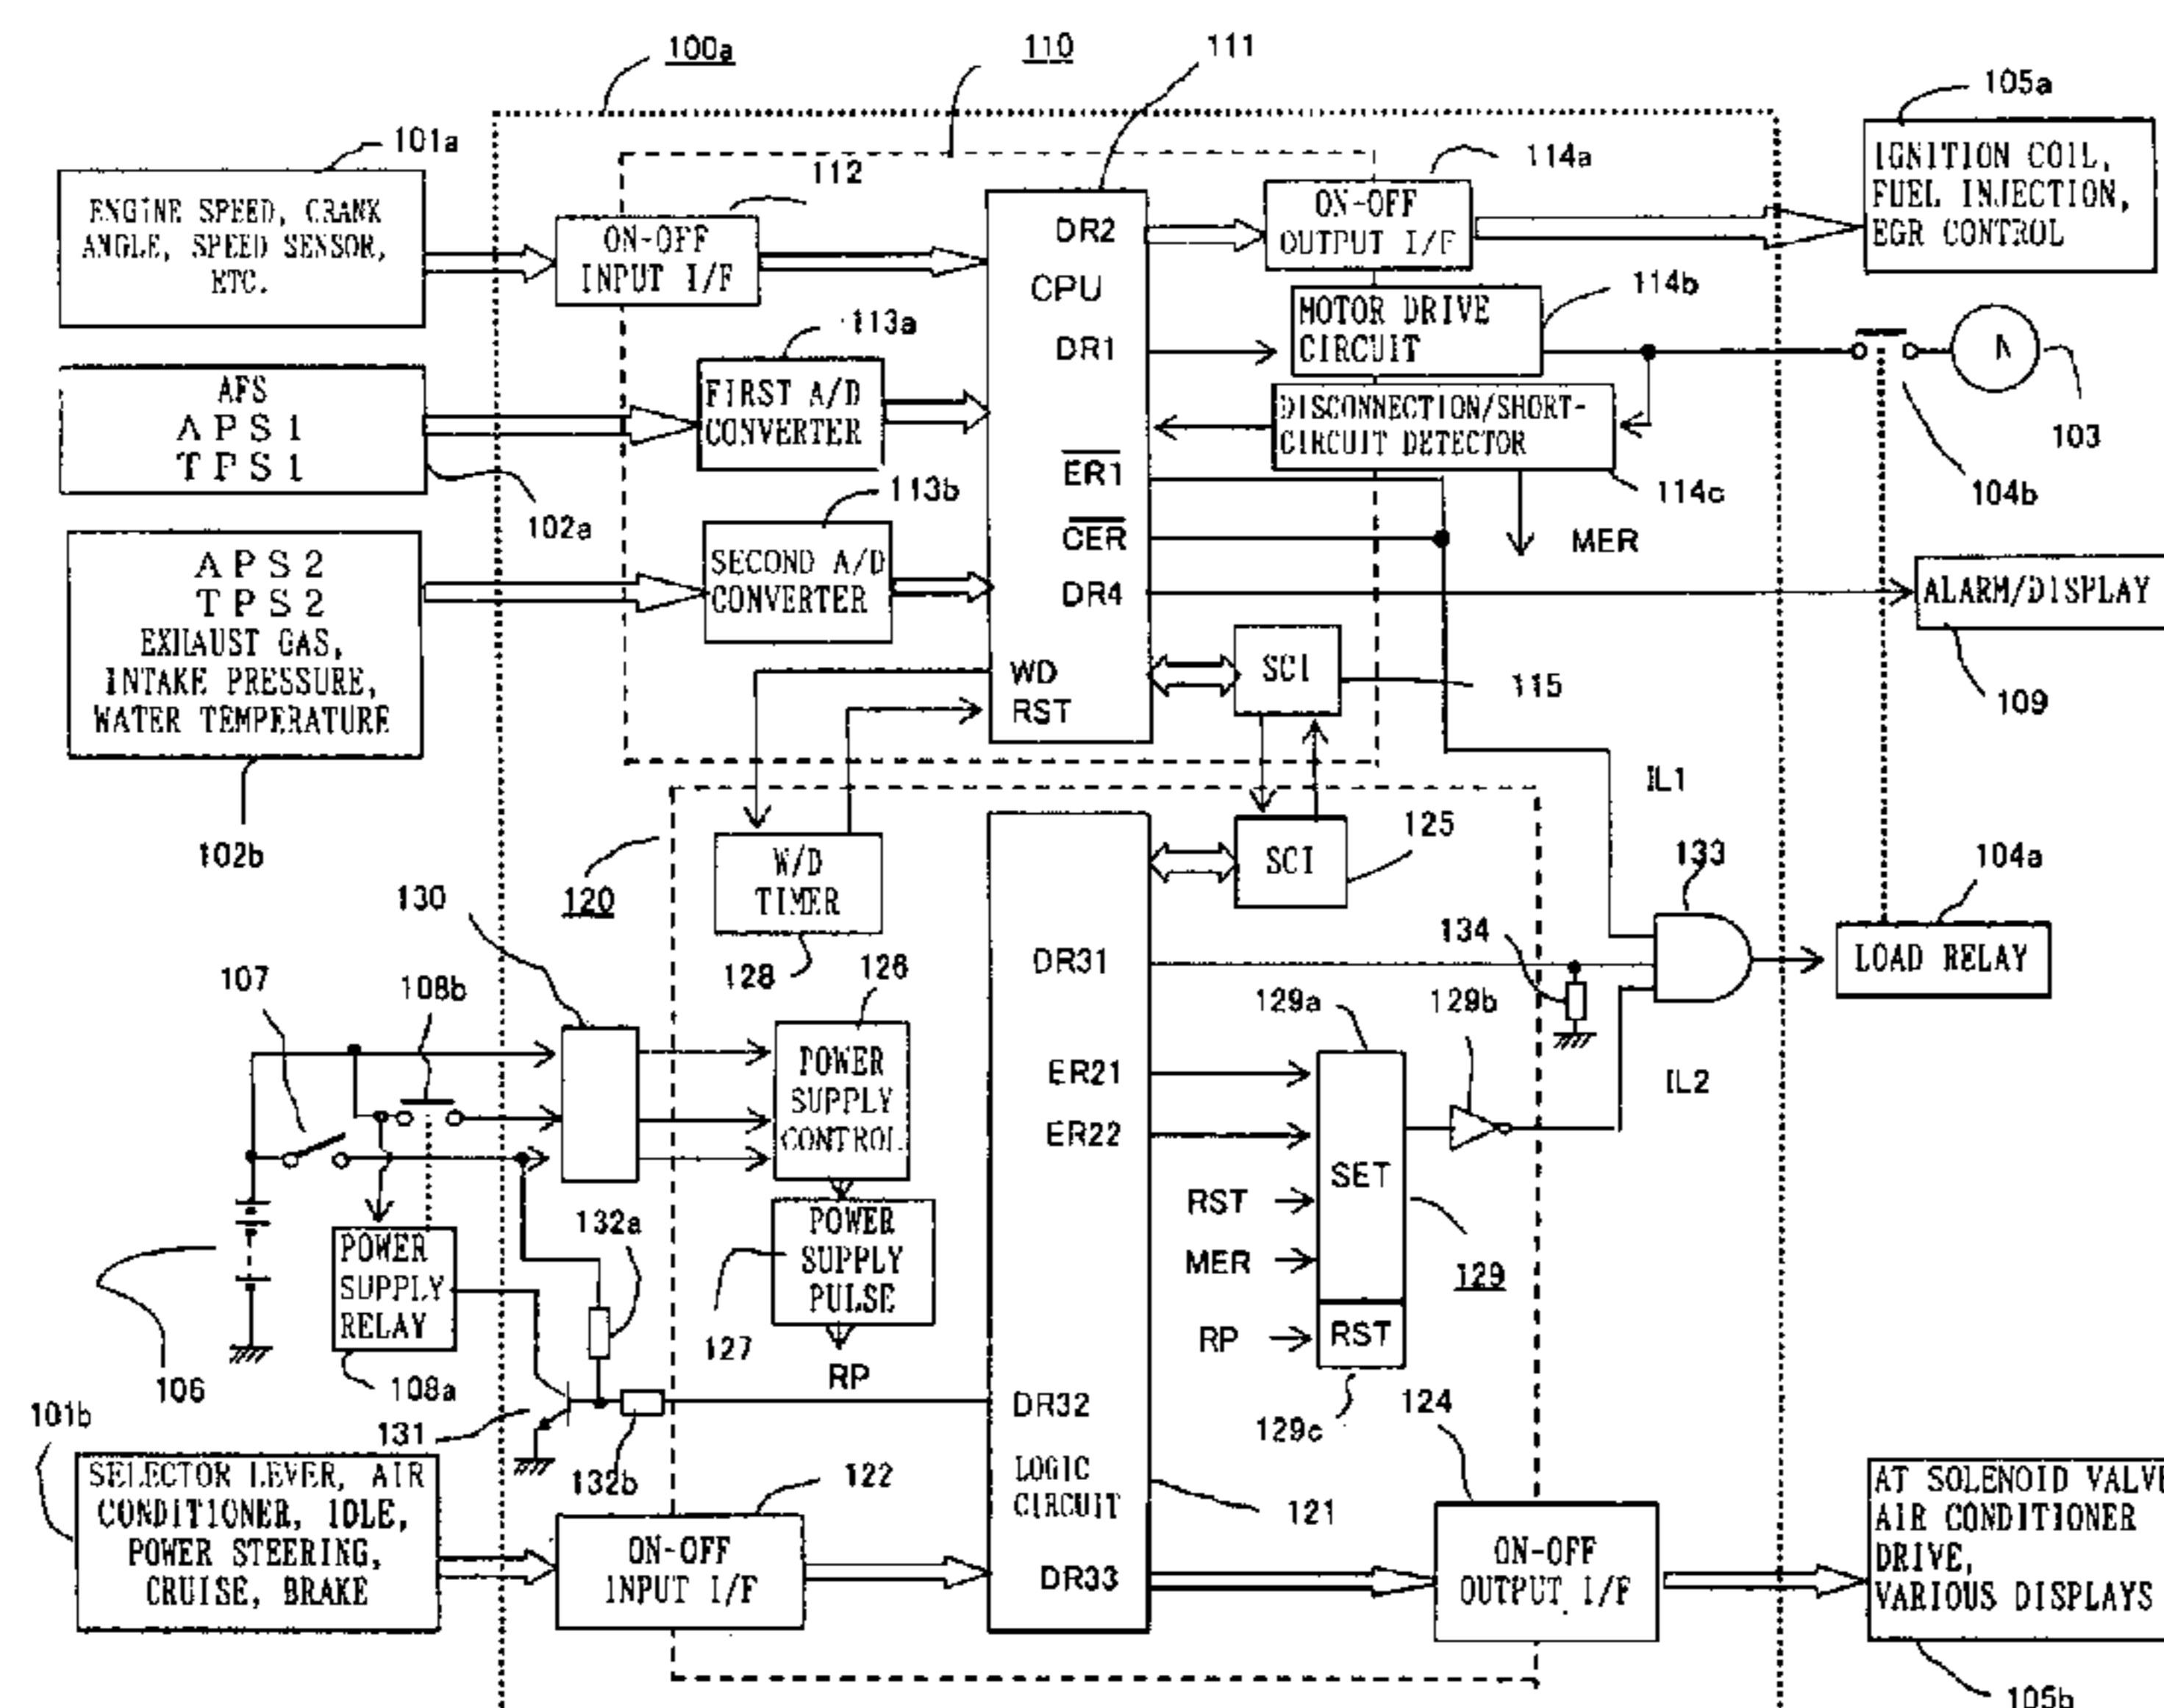 100a
110
111
105a
101a
112
114a
ENGINE SPEED, CRANK
ANGLE, SPEED SENSOR,
ETC.
ON-OFF
INPUT I/F
DR2
CPU
DR1
ON-OFF
OUTPUT I/F
IGNITION COIL,
FUEL INJECTION,
EGR CONTROL
114b
MOTOR DRIVE
CIRCUIT
113a
AFS
APS1
TPS1
FIRST A/D
CONVERTER
DISCONNECTION/SHORT-
CIRCUIT DETECTOR
103
104b
102a
113b
ER1
114c
CER
MER
APS2
TPS2
EXHAUST GAS,
INTAKE PRESSURE,
WATER TEMPERATURE
SECOND A/D
CONVERTER
DR4
ALARM/DISPLAY
WD
RST
SCI
115
109
102b
IL1
W/D
TIMER
120
SCI
125
133
104a
130
128
126
DR31
134
LOAD RELAY
107
108b
129a
129b
POWER
SUPPLY
CONTROL
ER21
ER22
IL2
SET
RST
MER
129
132a
POWER
SUPPLY
RELAY
POWER
SUPPLY
PULSE
127
RP
RP
RST
106
108a
101b
131
132b
DR32
129c
124
122
LOGIC
CIRCUIT
121
SELECTOR LEVER, AIR
CONDITIONER, IDLE,
POWER STEERING,
CRUISE, BRAKE
ON-OFF
INPUT I/F
DR33
ON-OFF
OUTPUT I/F
AT SOLENOID VALVE
AIR CONDITIONER
DRIVE,
VARIOUS DISPLAYS
105b